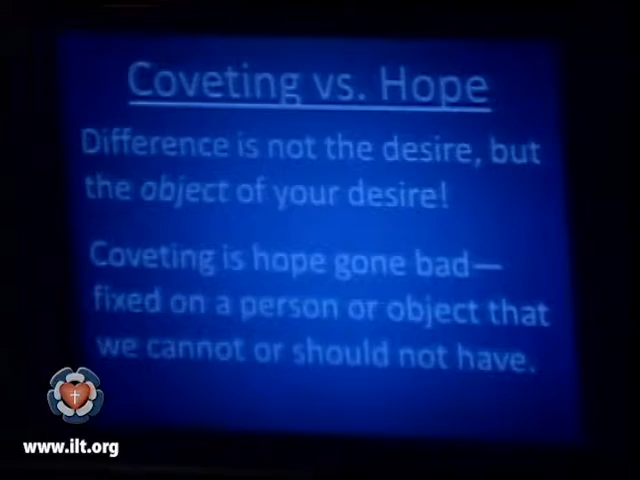 Coveting vs. Hope
Difference is not the desire, but
the object of your desire!
Coveting is hope gone bad—
fixed on a person or object that
we cannot or should not have.
www.ilt.org